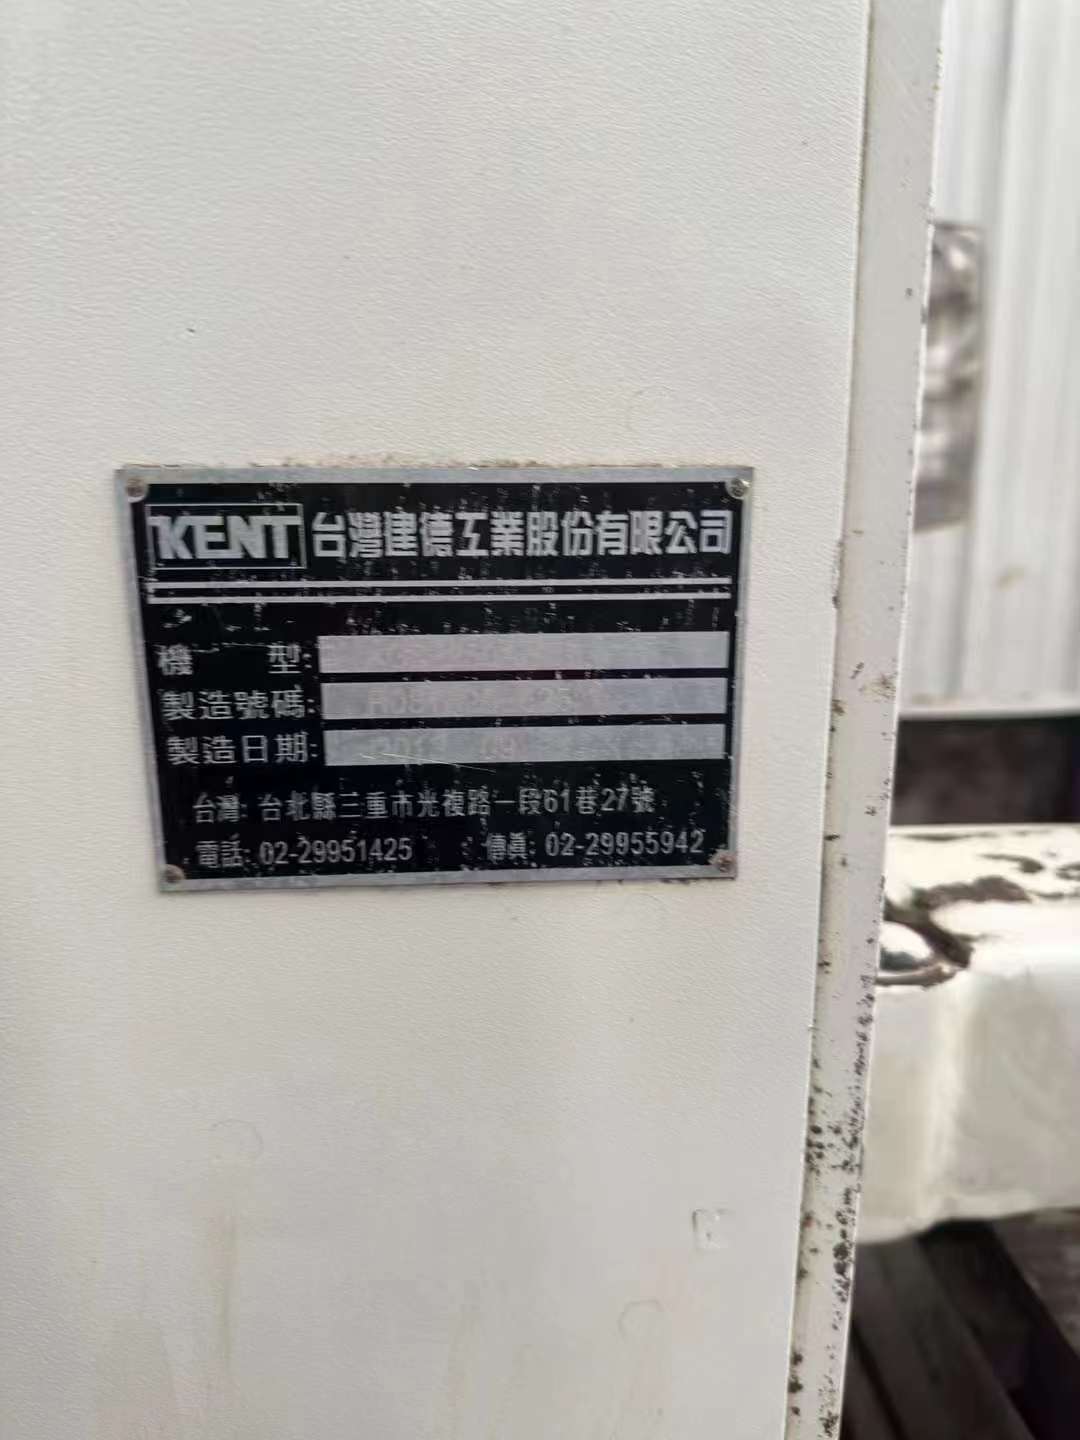 KENT 台灣建德工業股份有限公司
機 型:
製造號碼:
製造日期:
台灣: 台北縣三重市光複路一段61巷27號
電話: 02-29951425 傳真: 02-29955942